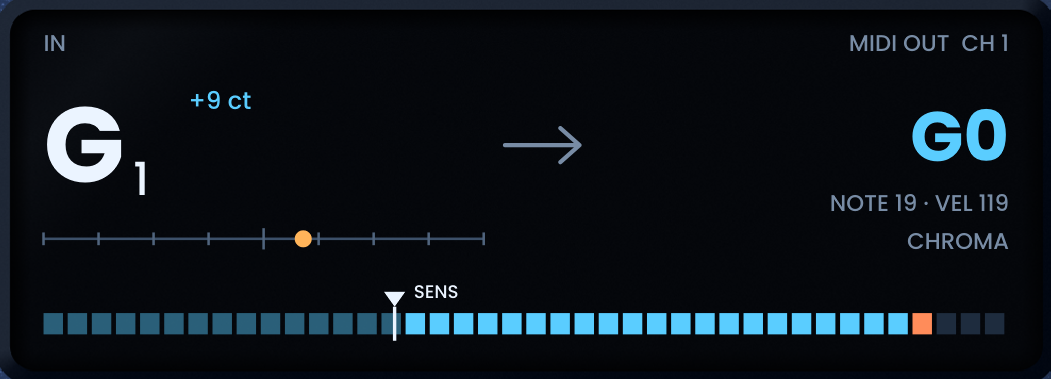 IN
MIDI OUT CH 1
+9 ct
G1
G0
NOTE 19 · VEL 119
CHROMA
SENS